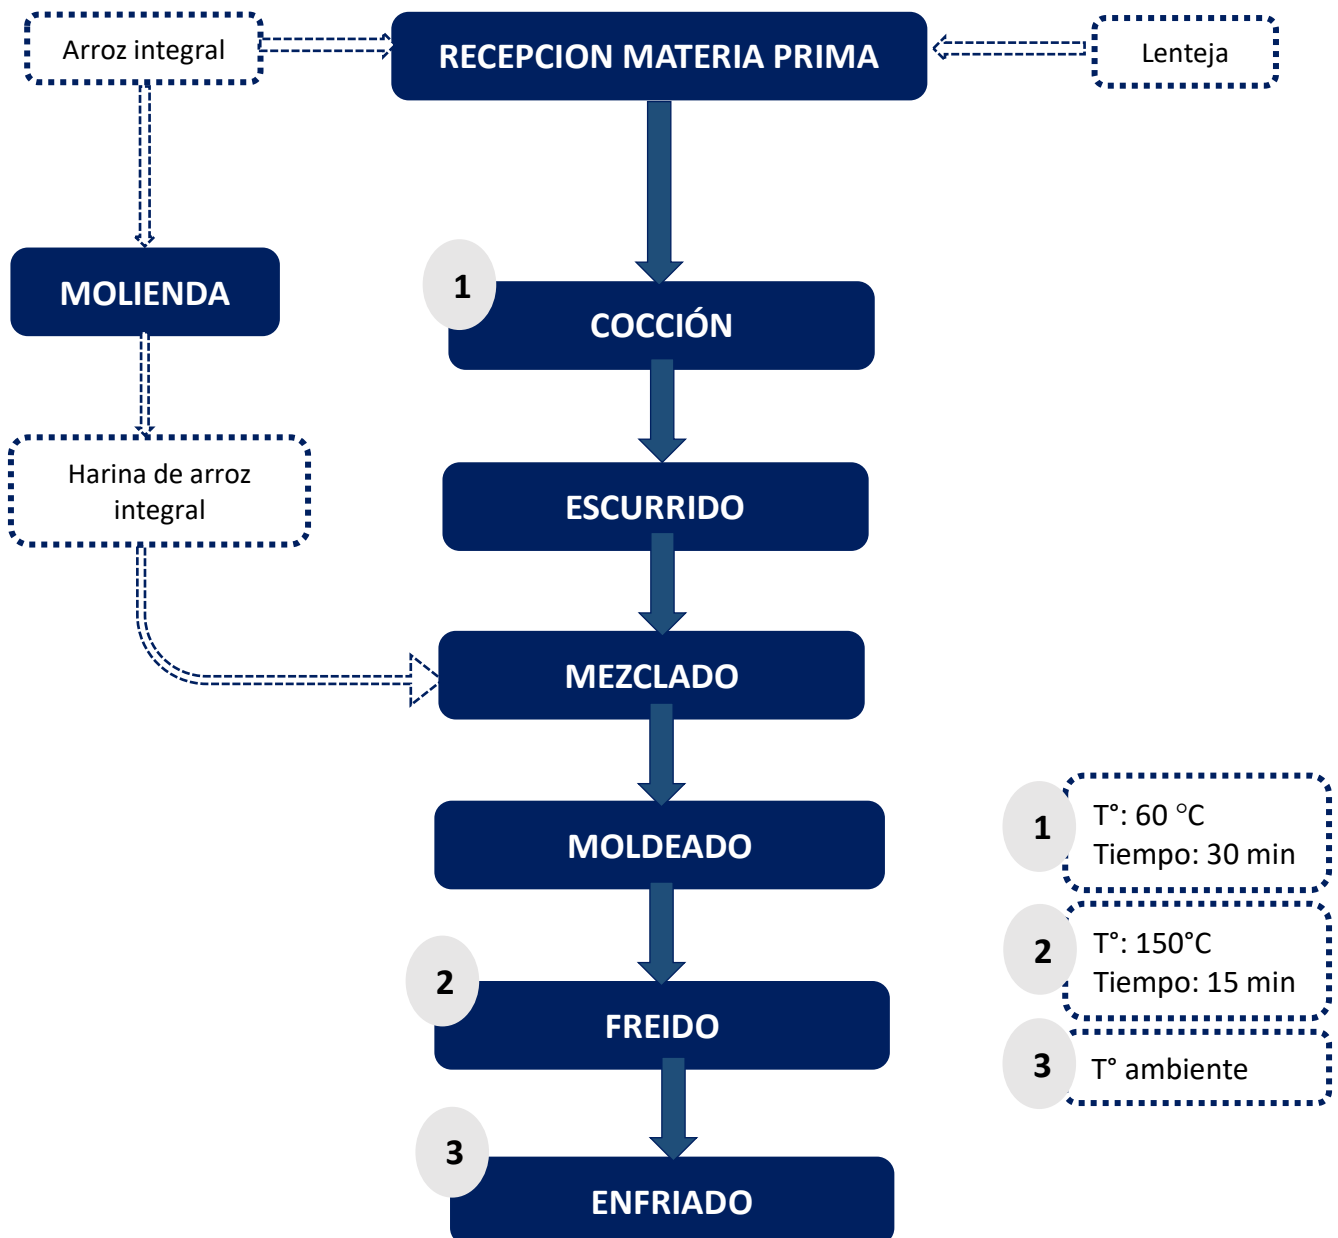 Arroz integral
RECEPCION MATERIA PRIMA
Lenteja
MOLIENDA
1
COCCIÓN
Harina de arroz
integral
ESCURRIDO
MEZCLADO
MOLDEADO
1
T°: 60 °C
Tiempo: 30 min
2
FREIDO
2
T°: 150°C
Tiempo: 15 min
3
T° ambiente
3
ENFRIADO